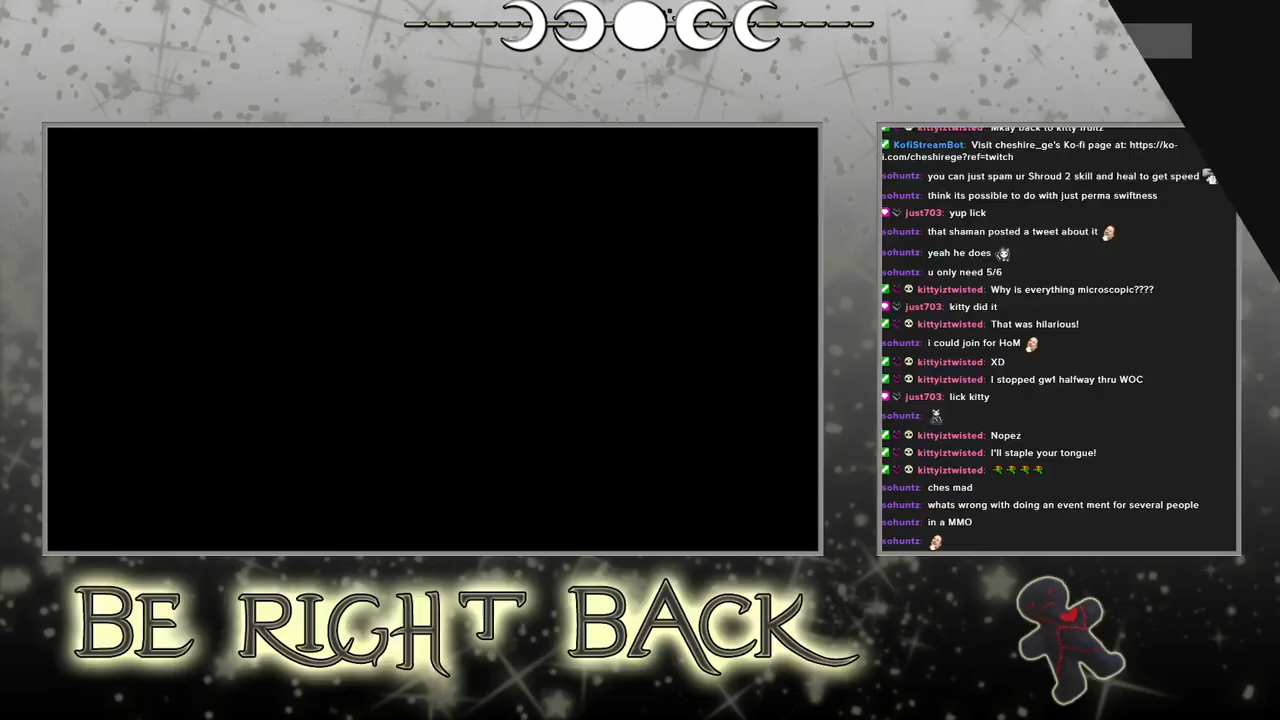 kittyiztwisted: Mkay back to kitty fruitz
KofiStreamBot: Visit cheshire_ge's Ko-fi page at: https://ko-
i.com/cheshirege?ref=twitch
sohuntz: you can just spam ur Shroud 2 skill and heal to get speed
sohuntz: think its possible to do with just perma swiftness
just703: yup lick
sohuntz: that shaman posted a tweet about it
sohuntz: yeah he does
sohuntz: u only need 5/6
kittyiztwisted: Why is everything microscopic????
just703: kitty did it
kittyiztwisted: That was hilarious!
sohuntz: i could join for HoM
kittyiztwisted: XD
kittyiztwisted: I stopped gw1 halfway thru WOC
just703: lick kitty
sohuntz:
kittyiztwisted: Nopez
kittyiztwisted: I'll staple your tongue!
kittyiztwisted:
sohuntz: ches mad
sohuntz: whats wrong with doing an event ment for several people
sohuntz: in a MMO
sohuntz:
BE RIGHT BACK